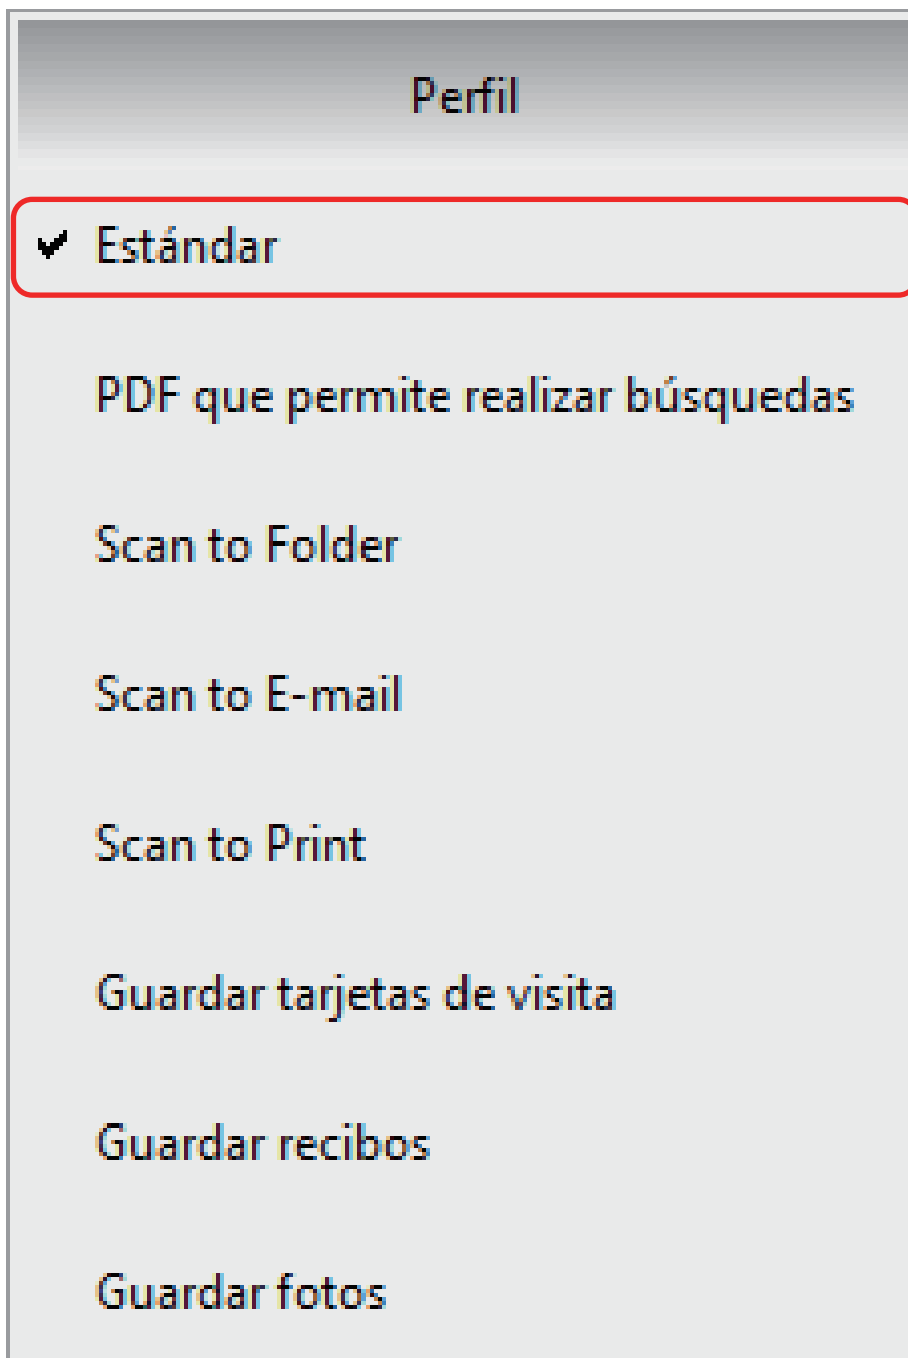 Perfil
Estándar
PDF que permite realizar búsquedas
Scan to Folder
Scan to E-mail
Scan to Print
Guardar tarjetas de visita
Guardar recibos
Guardar fotos